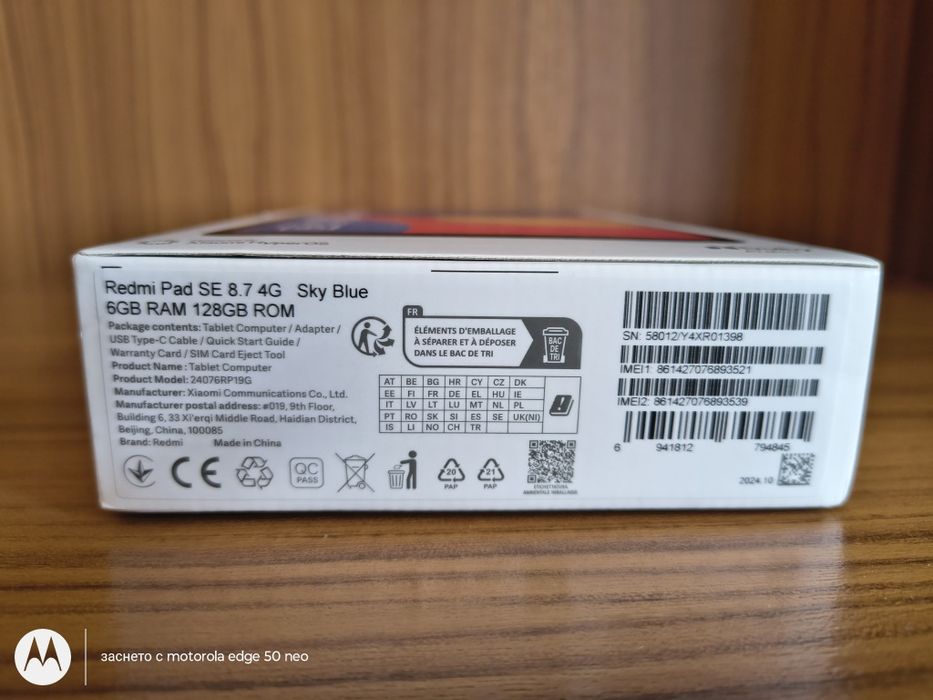 Redmi Pad SE 8.7 4G Sky Blue
6GB RAM 128GB ROM
Package contents: Tablet Computer / Adapter /
USB Type-C Cable / Quick Start Guide /
Warranty Card / SIM Card Eject Tool
Product Name: Tablet Computer
Product Model: 24076RP19G
Manufacturer: Xiaomi Communications Co., Ltd.
Manufacturer postal address: #019, 9th Floor,
Building 6, 33 Xi'erqi Middle Road, Haidian District,
Beijing, China, 100085
Brand: Redmi Made in China
CE
QC
PASS
20
PAP
21
PAP
FR
ÉLÉMENTS D'EMBALLAGE
À SÉPARER ET À DÉPOSER
DANS LE BAC DE TRI
BAC
DE
TRI
AT BE BG HR CY CZ DK
EE FI FR DE EL HU IE
IT LV LT LU MT NL PL
PT RO SK SI ES SE UK(NI)
IS LI NO CH TR
ETICHETTATURA
AMBIENTALE IMBALLAGGI
SN: 58012/Y4XR01398
IMEI1: 861427076893521
IMEI2: 861427076893539
6 941812 794845
2024.10
заснето с motorola edge 50 neo